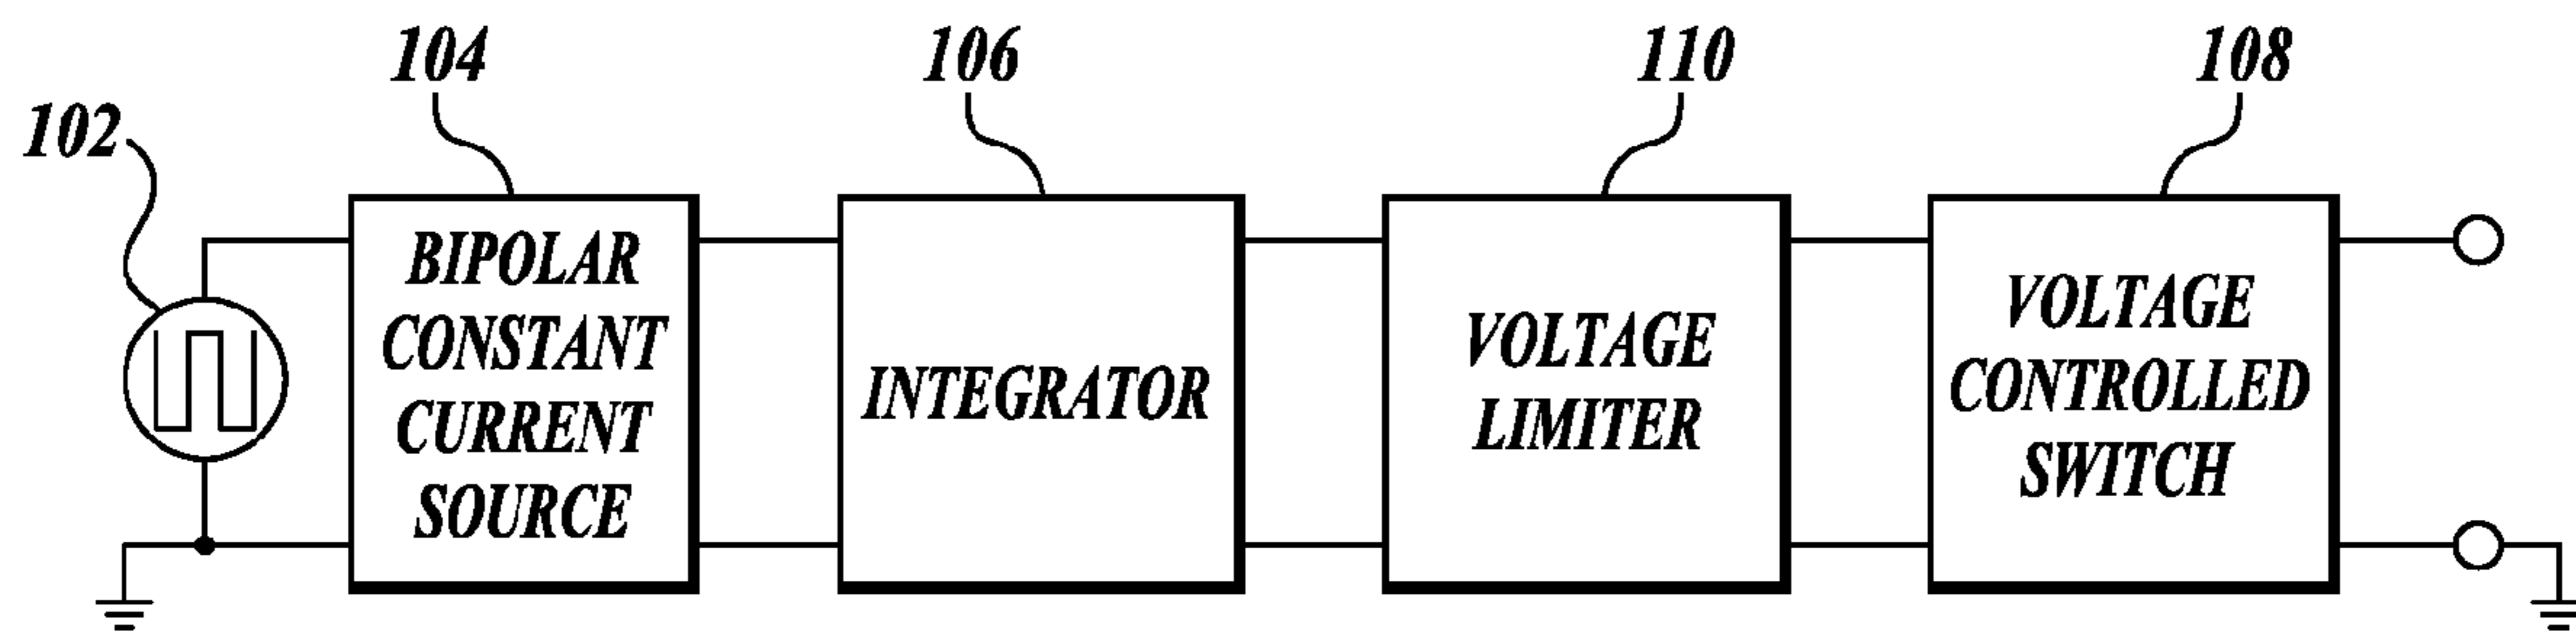 102
104
106
110
108
BIPOLAR
CONSTANT
CURRENT
SOURCE
INTEGRATOR
VOLTAGE
LIMITER
VOLTAGE
CONTROLLED
SWITCH